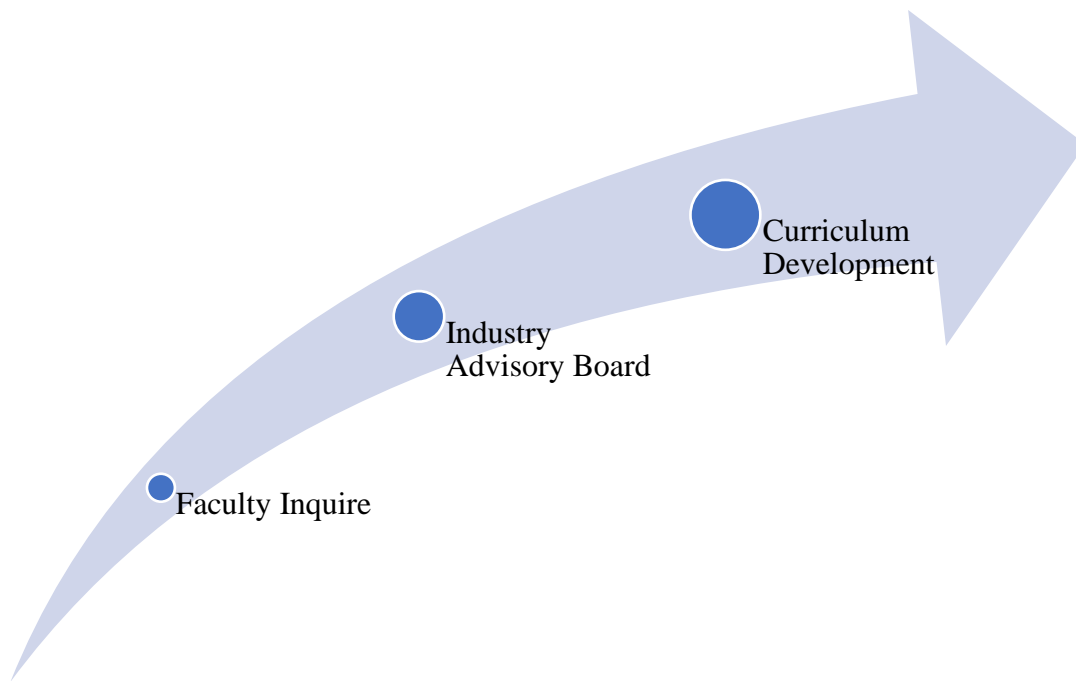 Curriculum
Development
Industry
Advisory Board
Faculty Inquire